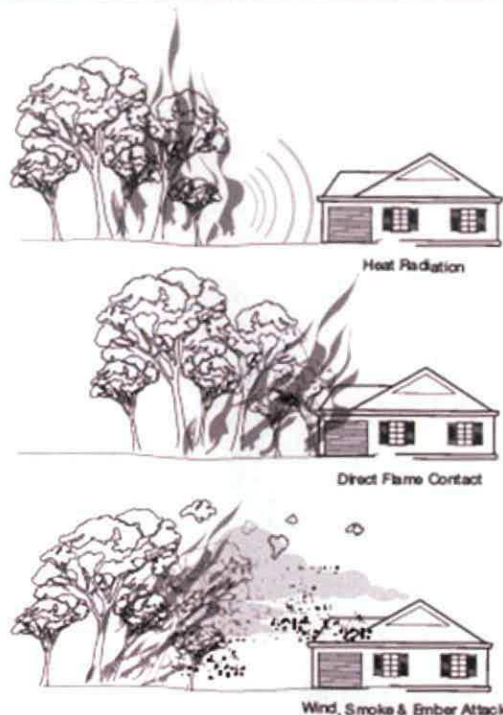 Heat Radiation
Direct Flame Contact
Wind, Smoke & Ember Attack